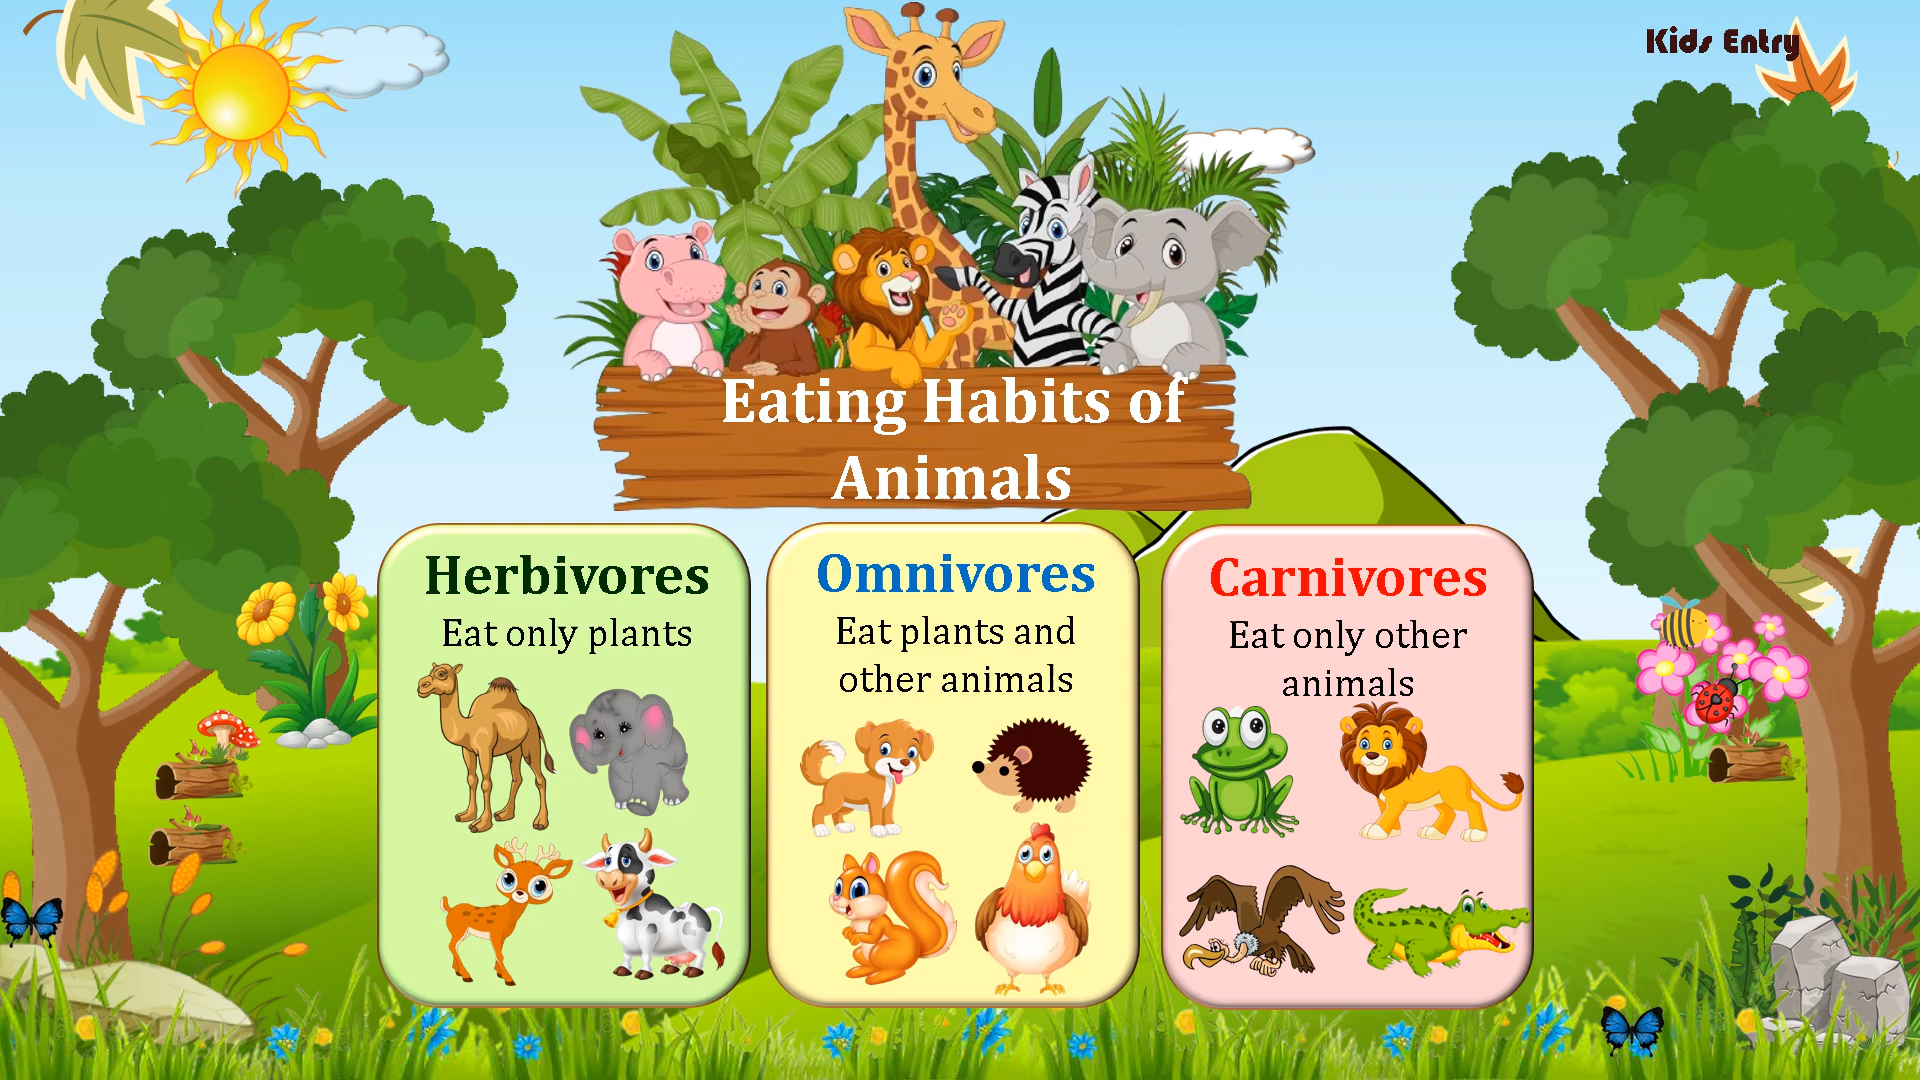 Kids Entry
Eating Habits of
Animals
Herbivores
Eat only plants
Omnivores
Eat plants and
other animals
Carnivores
Eat only other
animals